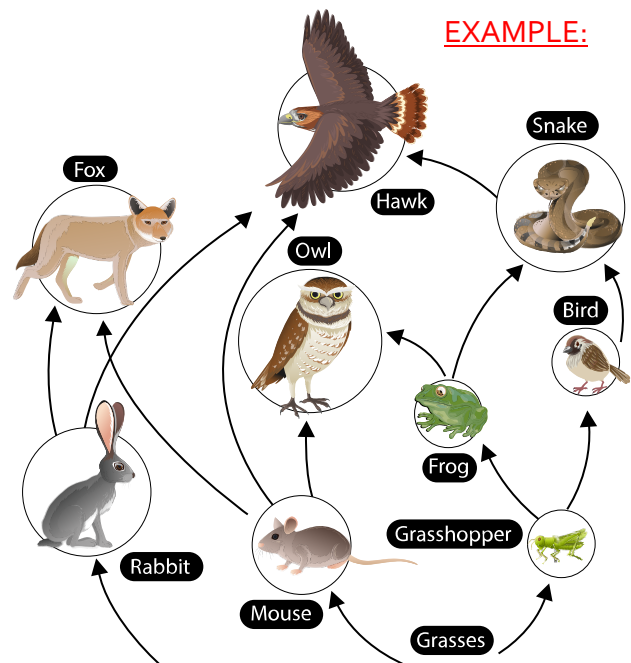 EXAMPLE:
Snake
Fox
Hawk
Owl
Bird
Frog
Grasshopper
Rabbit
Mouse
Grasses